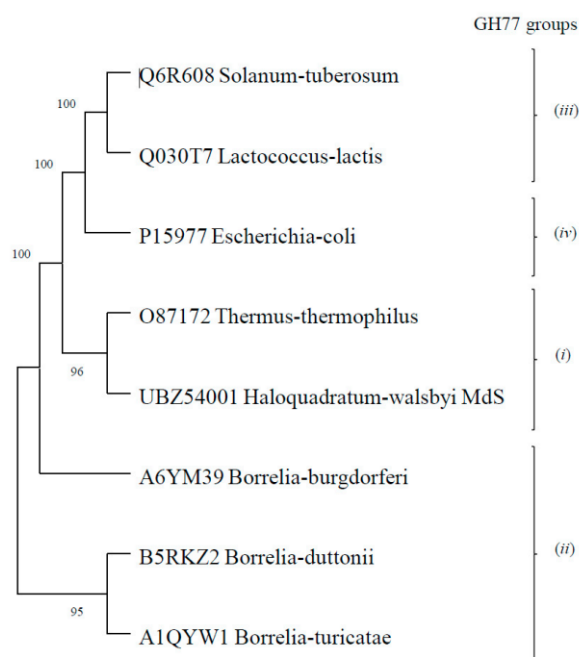 GH77 groups
Q6R608 Solanum-tuberosum
100
(iii)
100
Q030T7 Lactococcus-lactis
100
P15977 Escherichia-coli
(iv)
O87172 Thermus-thermophilus
(i)
96
UBZ54001 Haloquadratum-walsbyi MdS
A6YM39 Borrelia-burgdorferi
B5RKZ2 Borrelia-duttonii
(ii)
95
A1QYW1 Borrelia-turicatae